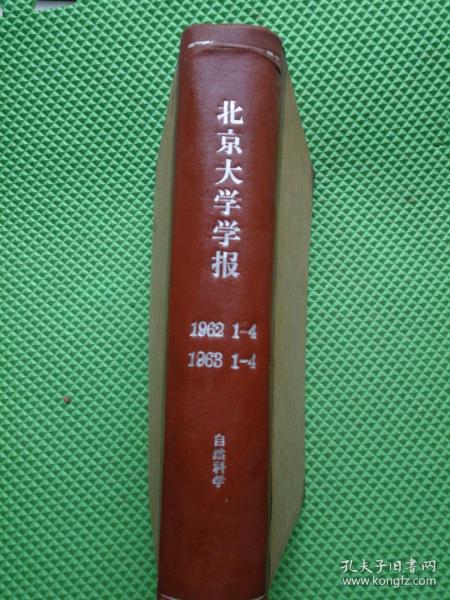 北京大学学报
1962 1-4
1963 1-4
自然科学
孔夫子旧书网
www.kongfz.com